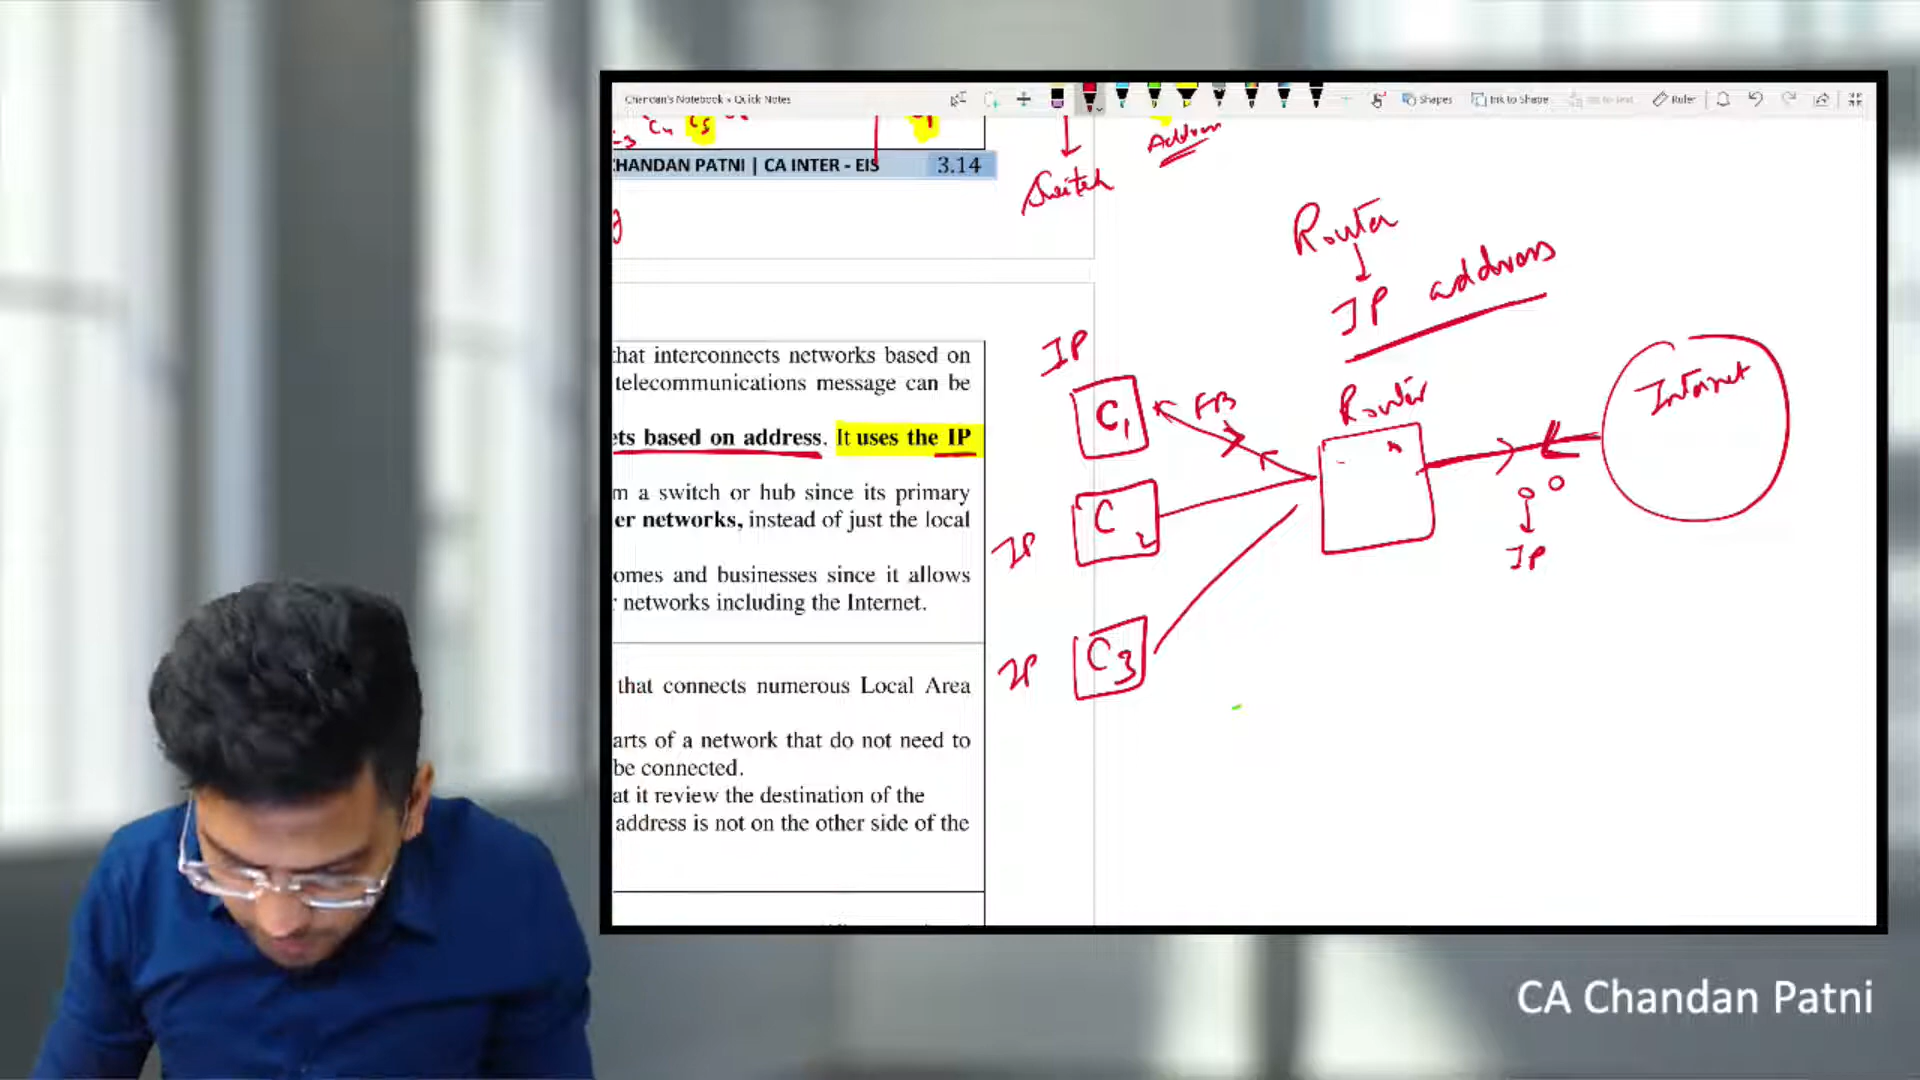 Chandan's Notebook » Quick Notes
Shapes
Ink to Shape
Ruler
C4 C5
Address
CHANDAN PATNI | CA INTER - EIS 3.14
Switch
Router
IP address
that interconnects networks based on
telecommunications message can be
ets based on address. It uses the IP
m a switch or hub since its primary
er networks, instead of just the local
omes and businesses since it allows
r networks including the Internet.
that connects numerous Local Area
arts of a network that do not need to
be connected.
at it review the destination of the
address is not on the other side of the
IP
C1
FB
Router
Internet
IP
C2
IP
IP
C3
CA Chandan Patni